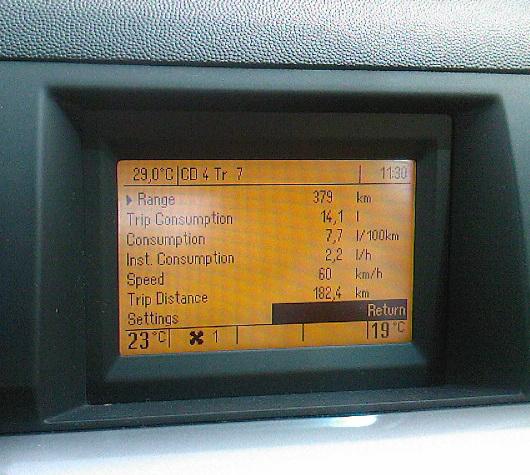 29,0°C CD 4 Tr 7 11:30
Range 379 km
Trip Consumption 14,1 l
Consumption 7,7 l/100km
Inst. Consumption 2,2 l/h
Speed 60 km/h
Trip Distance 182,4 km
Settings Return
23°C 1 19°C